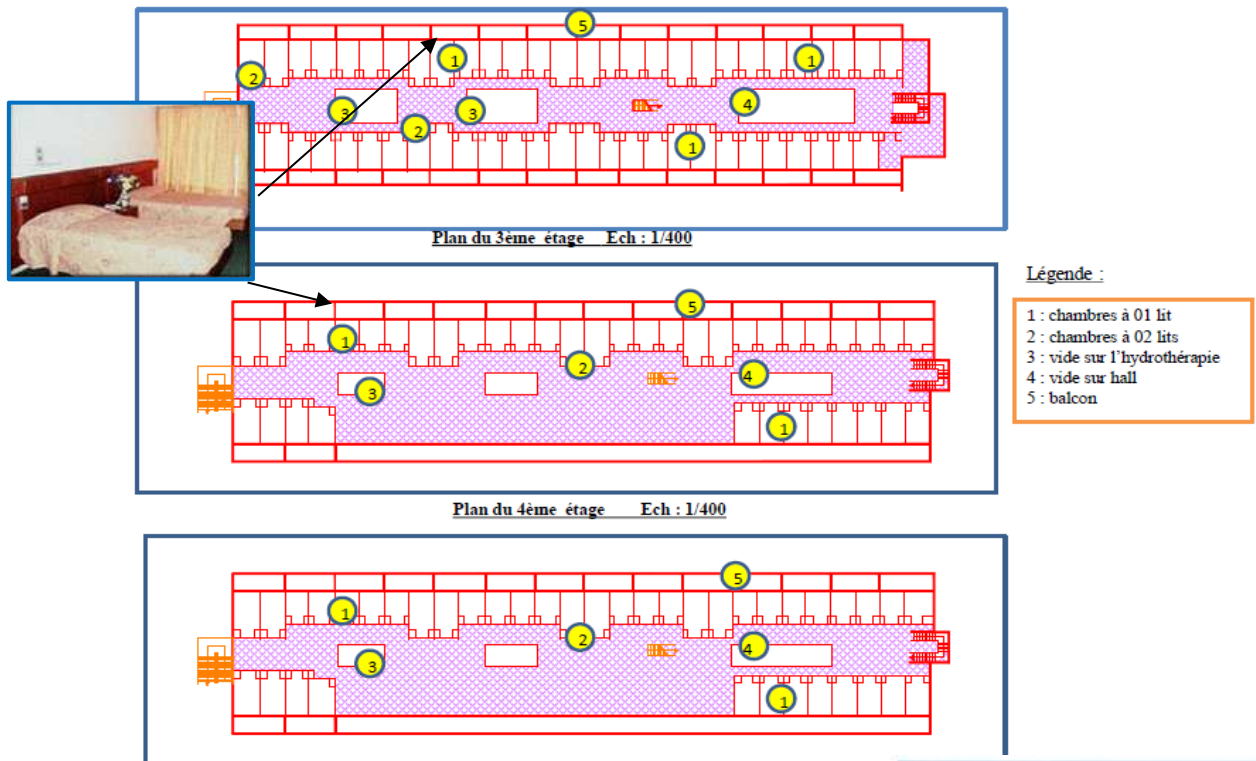 5
1
1
2
3
3
4
2
1
Plan du 3ème étage Ech : 1/400
Légende :
1 : chambres à 01 lit
2 : chambres à 02 lits
3 : vide sur l’hydrothérapie
4 : vide sur hall
5 : balcon
5
1
2
4
3
1
Plan du 4ème étage Ech : 1/400
5
1
2
4
3
1